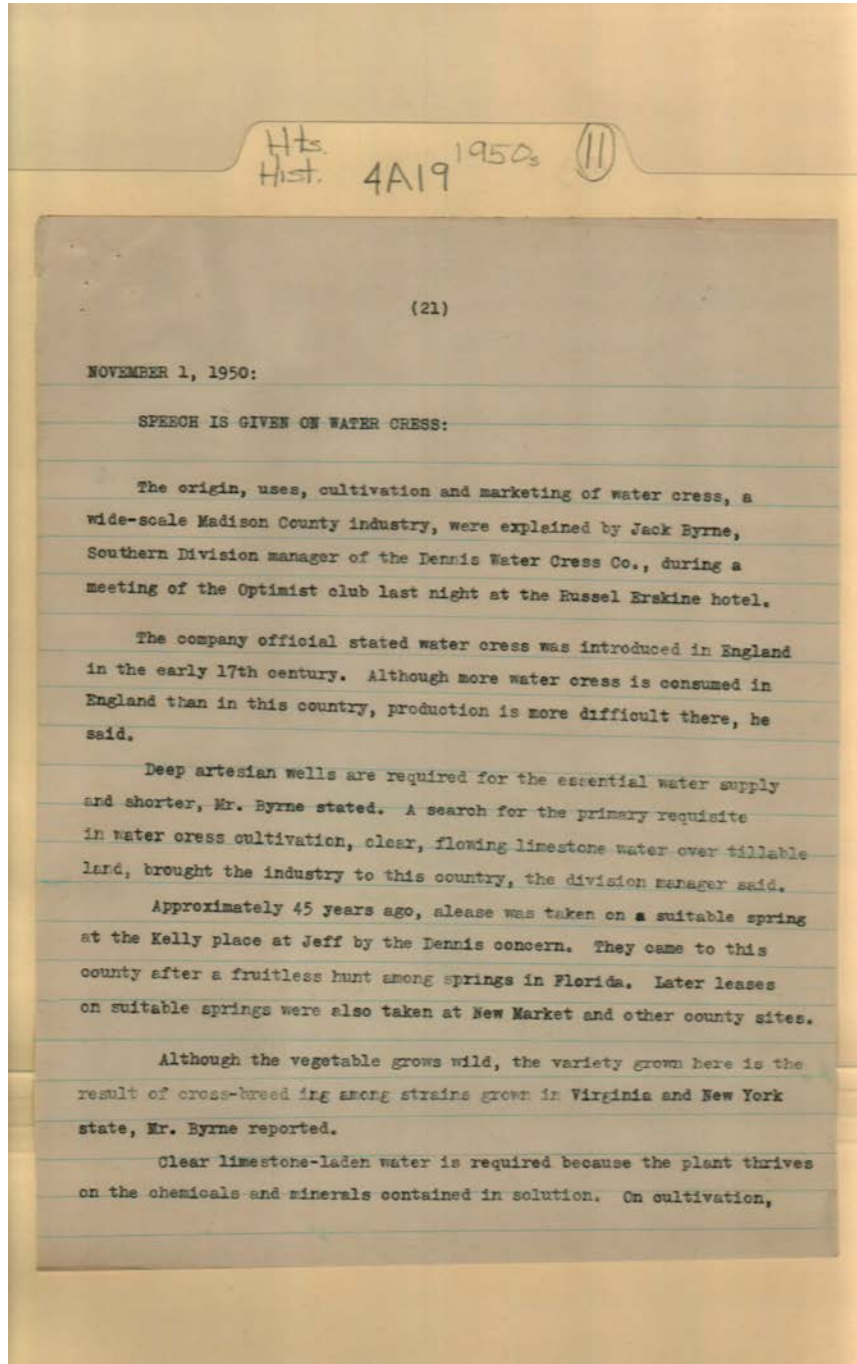 Hts.
Hist. 4A19 1950s 11
(21)
NOVEMBER 1, 1950:
SPEECH IS GIVEN ON WATER CRESS:
The origin, uses, cultivation and marketing of water cress, a
wide-scale Madison County industry, were explained by Jack Byrne,
Southern Division manager of the Dennis Water Cress Co., during a
meeting of the Optimist club last night at the Russel Erskine hotel.
The company official stated water cress was introduced in England
in the early 17th century. Although more water cress is consumed in
England than in this country, production is more difficult there, he
said.
Deep artesian wells are required for the essential water supply
and shorter, Mr. Byrne stated. A search for the primary requisite
in water cress cultivation, clear, flowing limestone water over tillable
land, brought the industry to this country, the division manager said.
Approximately 45 years ago, alease was taken on a suitable spring
at the Kelly place at Jeff by the Dennis concern. They came to this
county after a fruitless hunt among springs in Florida. Later leases
on suitable springs were also taken at New Market and other county sites.
Although the vegetable grows wild, the variety grown here is the
result of cross-breed ing among strains grown in Virginia and New York
state, Mr. Byrne reported.
Clear limestone-laden water is required because the plant thrives
on the chemicals and minerals contained in solution. On cultivation,